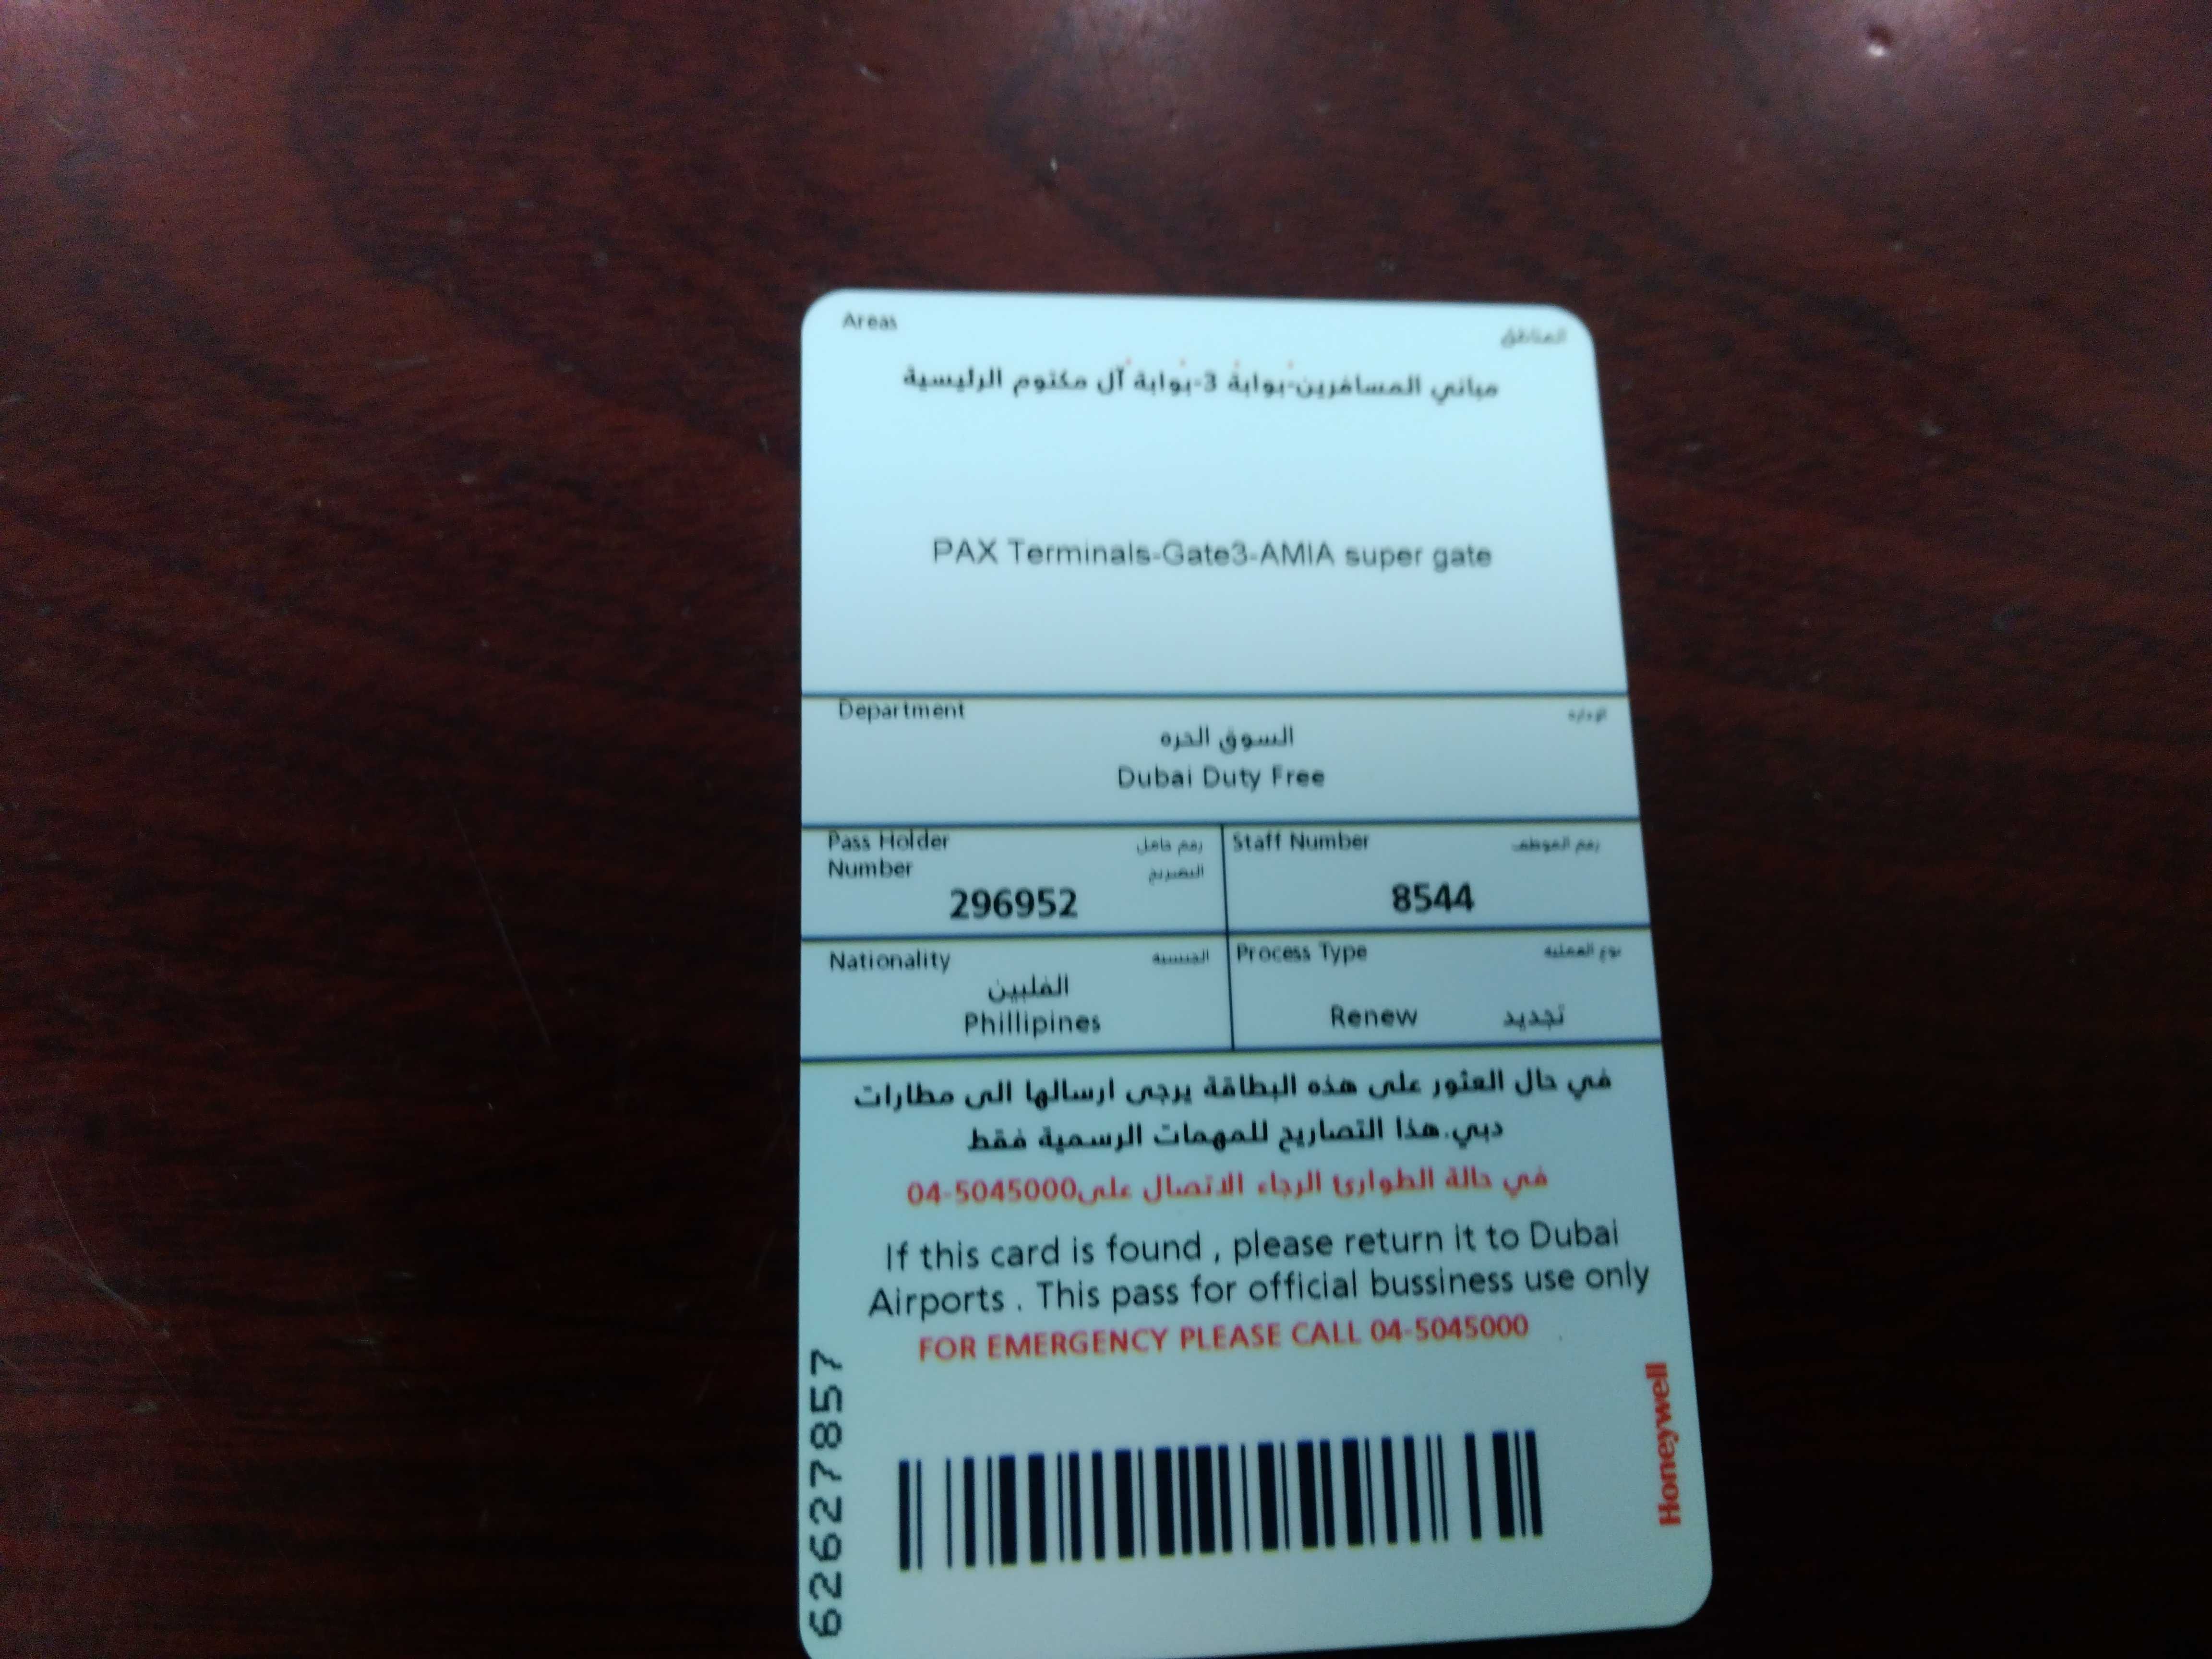 Areas المناطق
مباني المسافرين-بوابة 3-بوابة آل مكتوم الرئيسية
PAX Terminals-Gate3-AMIA super gate
Department الإدارة
السوق الحره
Dubai Duty Free
Pass Holder Number رقم حامل التصريح
296952
Staff Number رقم الموظف
8544
Nationality الجنسية
الفلبين
Phillipines
Process Type نوع العملية
Renew تجديد
في حال العثور على هذه البطاقة يرجى ارسالها الى مطارات
دبي.هذا التصاريح للمهمات الرسمية فقط
في حالة الطوارئ الرجاء الاتصال على04-5045000
If this card is found , please return it to Dubai
Airports . This pass for official bussiness use only
FOR EMERGENCY PLEASE CALL 04-5045000
62627857
Honeywell